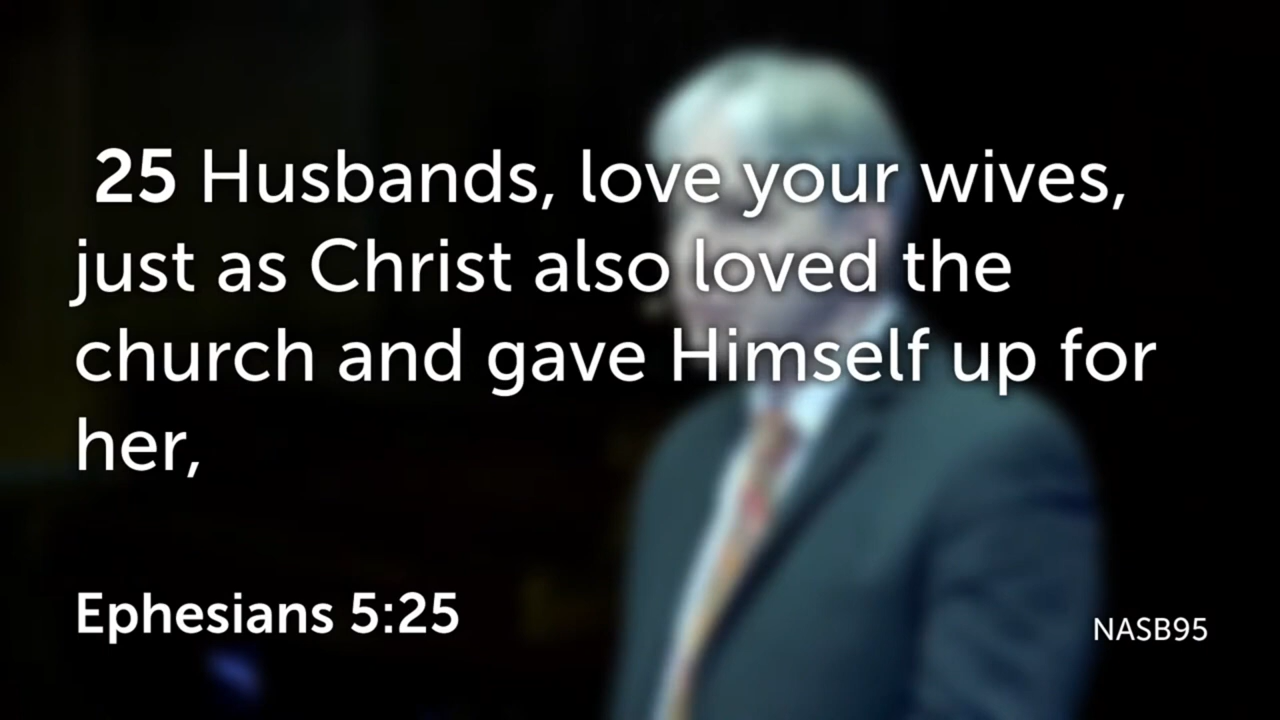 25 Husbands, love your wives,
just as Christ also loved the
church and gave Himself up for
her,
Ephesians 5:25
NASB95